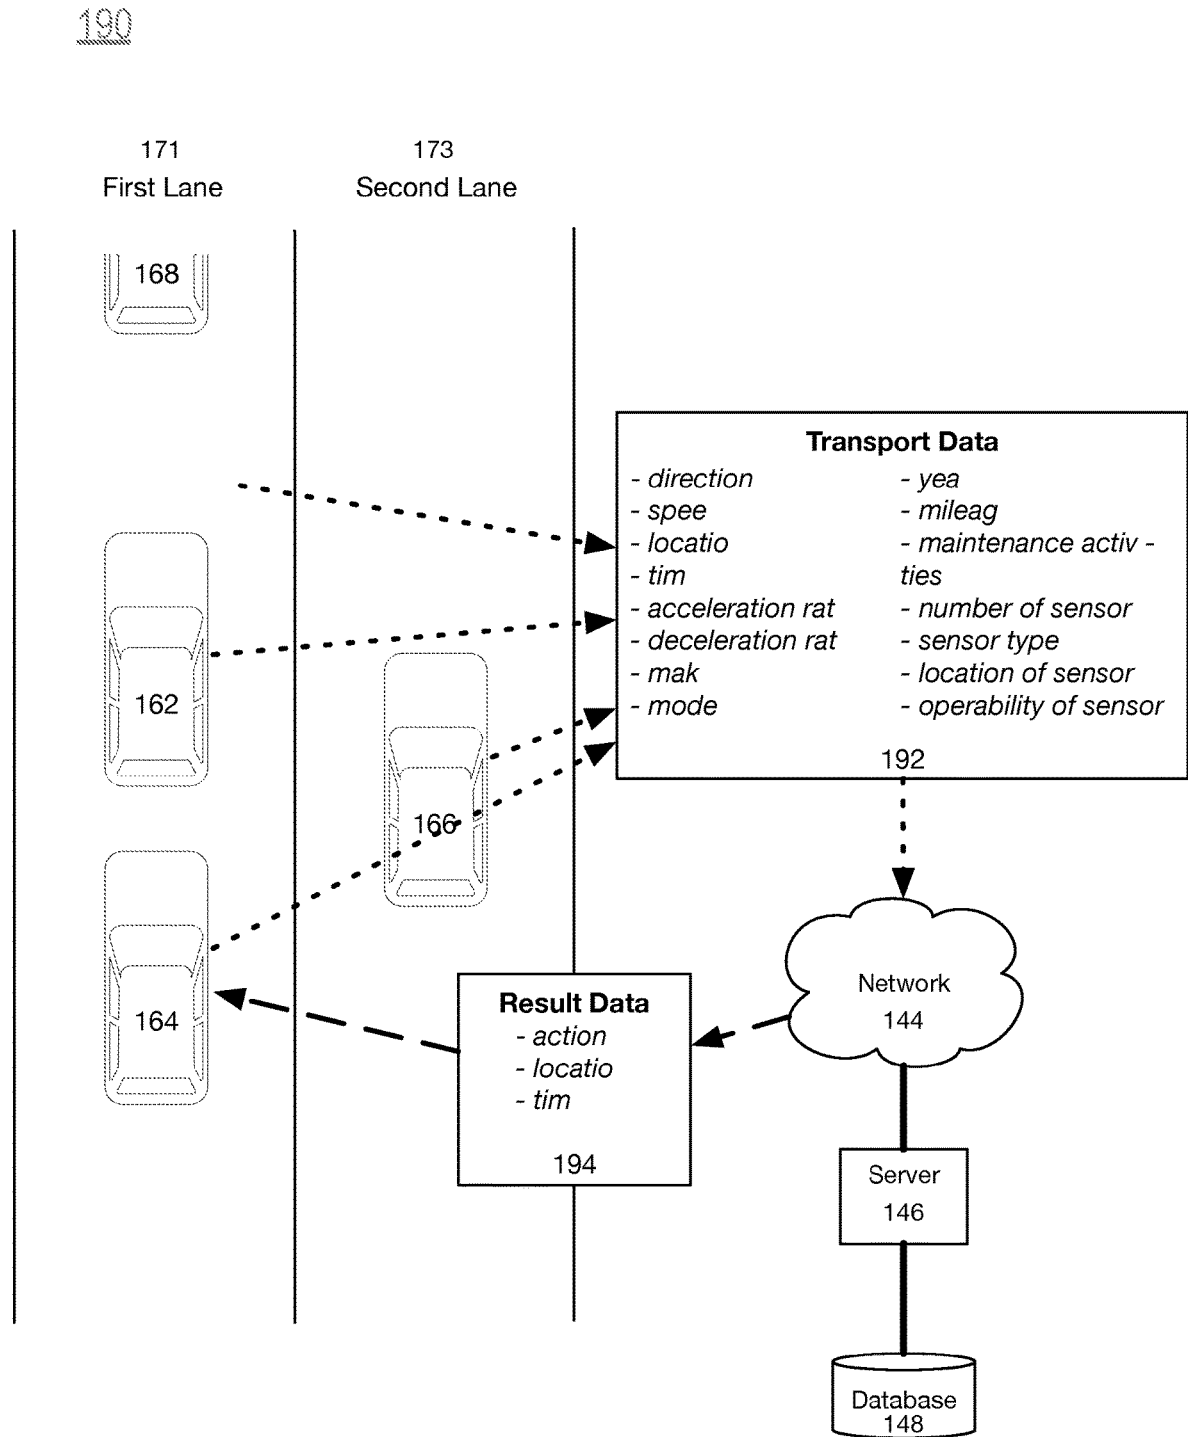 190
171
First Lane
173
Second Lane
168
Transport Data
- direction
- spee
- locatio
- tim
- acceleration rat
- deceleration rat
- mak
- mode
- yea
- mileag
- maintenance activ -
ties
- number of sensor
- sensor type
- location of sensor
- operability of sensor
192
162
166
164
Result Data
- action
- locatio
- tim
194
Network
144
Server
146
Database
148